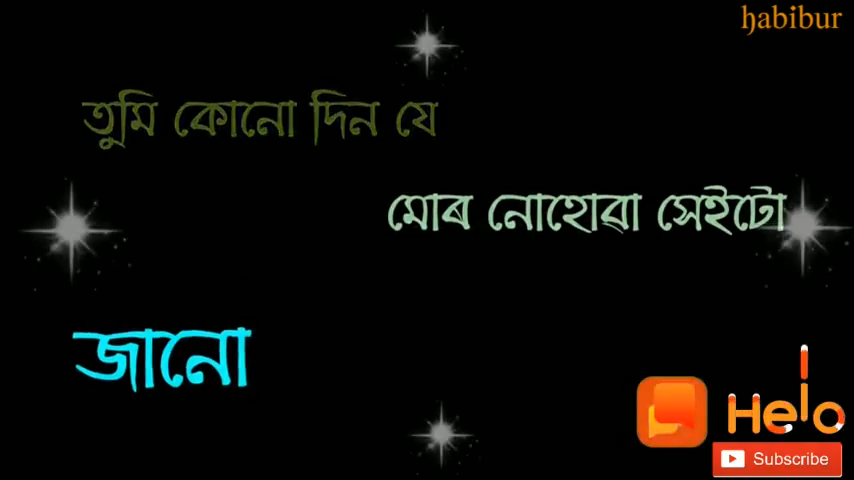 habibur
তুমি কোনো দিন যে
মোৰ নোহোৱা সেইটো
জানো
Helo
Subscribe